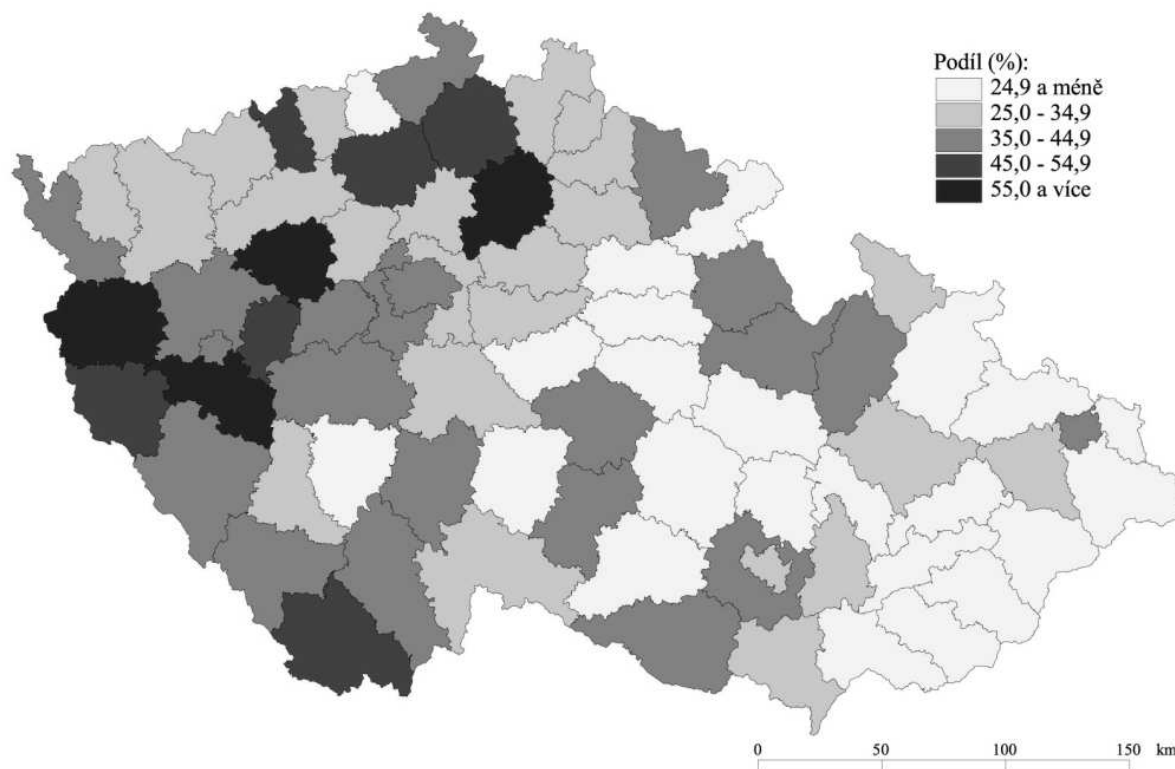 Podíl (%):
24,9 a méně
25,0 - 34,9
35,0 - 44,9
45,0 - 54,9
55,0 a více
0 50 100 150 km